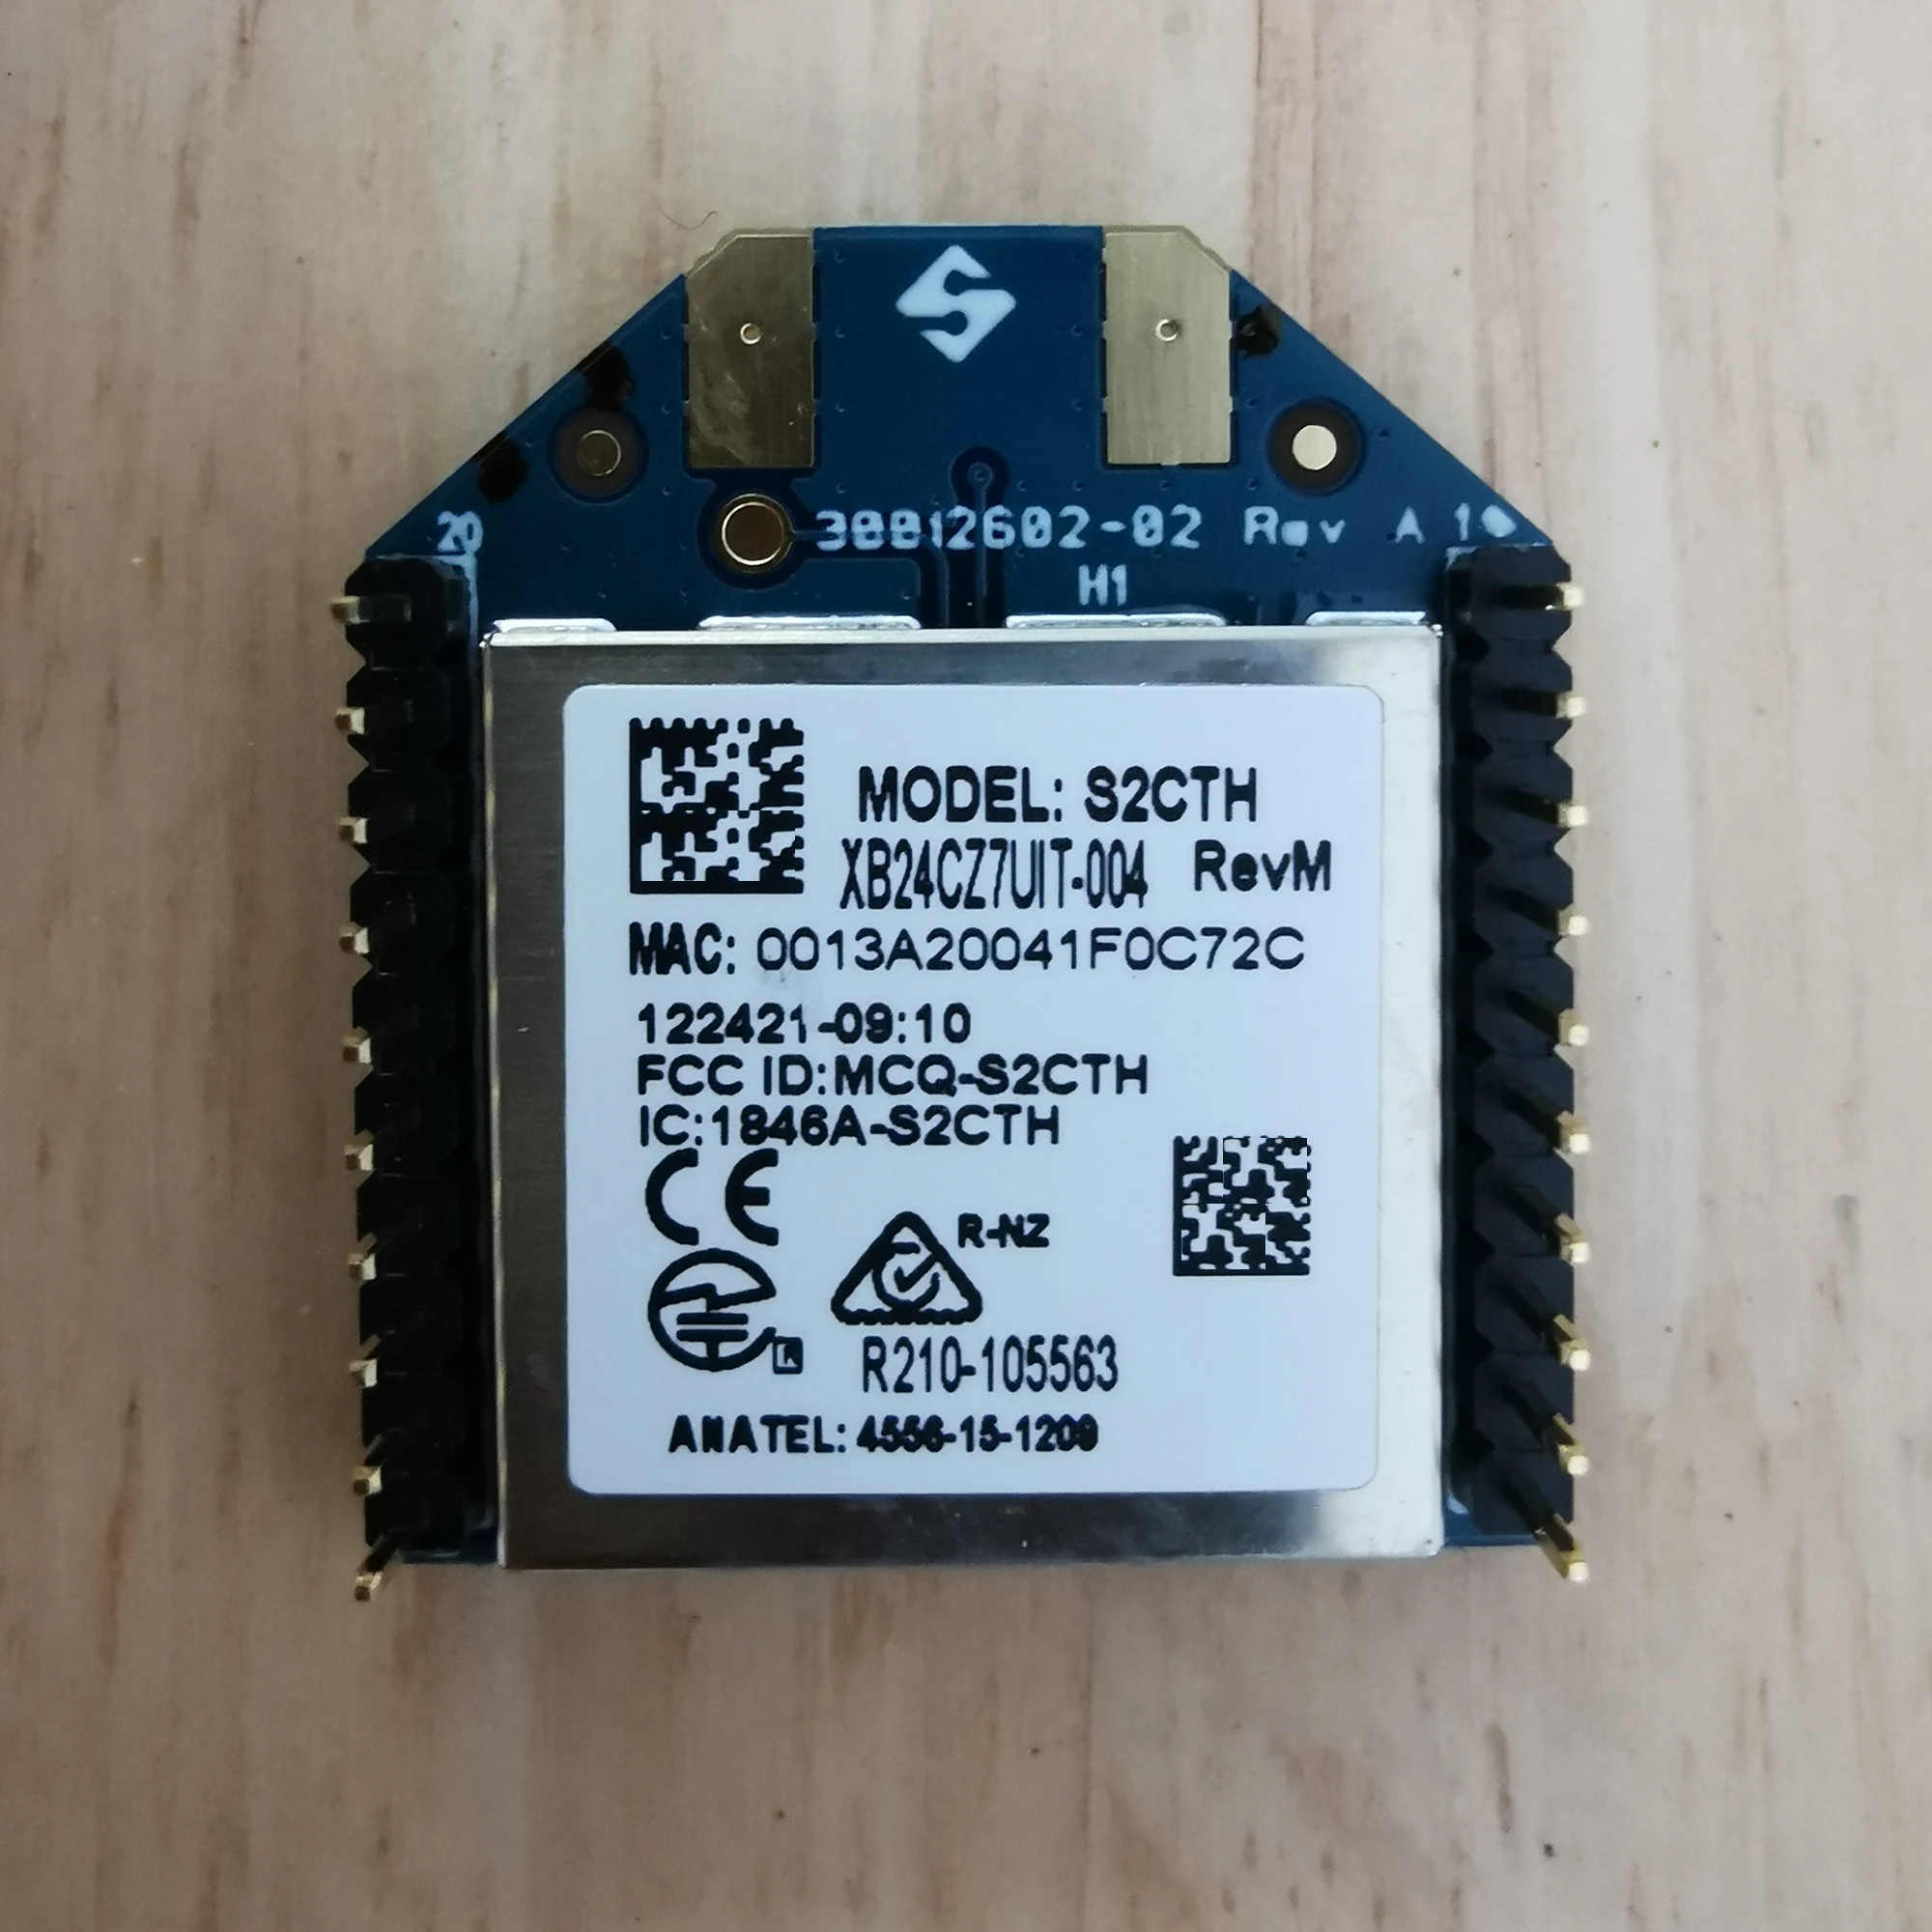 30012602-02 Rev A 1
20
H1
MODEL: S2CTH
XB24CZ7UIT-004 RevM
MAC: 0013A20041F0C72C
122421-09:10
FCC ID:MCQ-S2CTH
IC:1846A-S2CTH
CE
R-NZ
R
R210-105563
ANATEL: 4556-15-1209